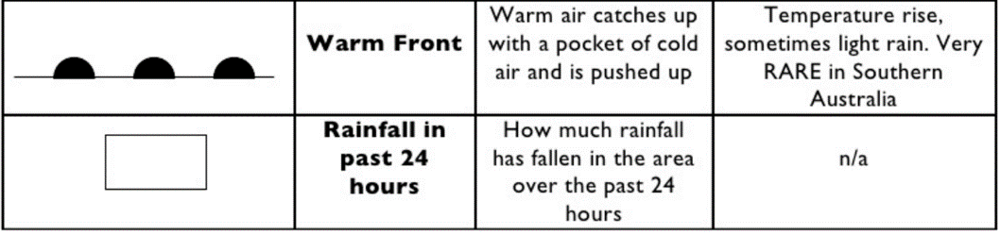 Warm Front
Warm air catches up
with a pocket of cold
air and is pushed up
Temperature rise,
sometimes light rain. Very
RARE in Southern
Australia
Rainfall in
past 24
hours
How much rainfall
has fallen in the area
over the past 24
hours
n/a